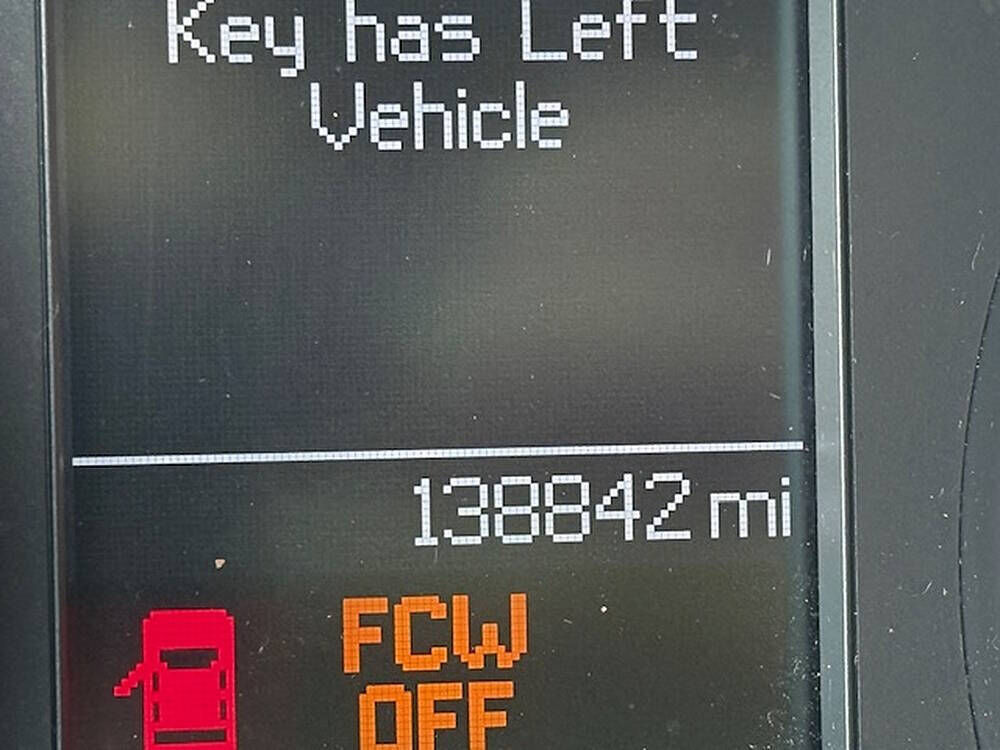 Key has Left
Vehicle
138842 mi
FCW
OFF